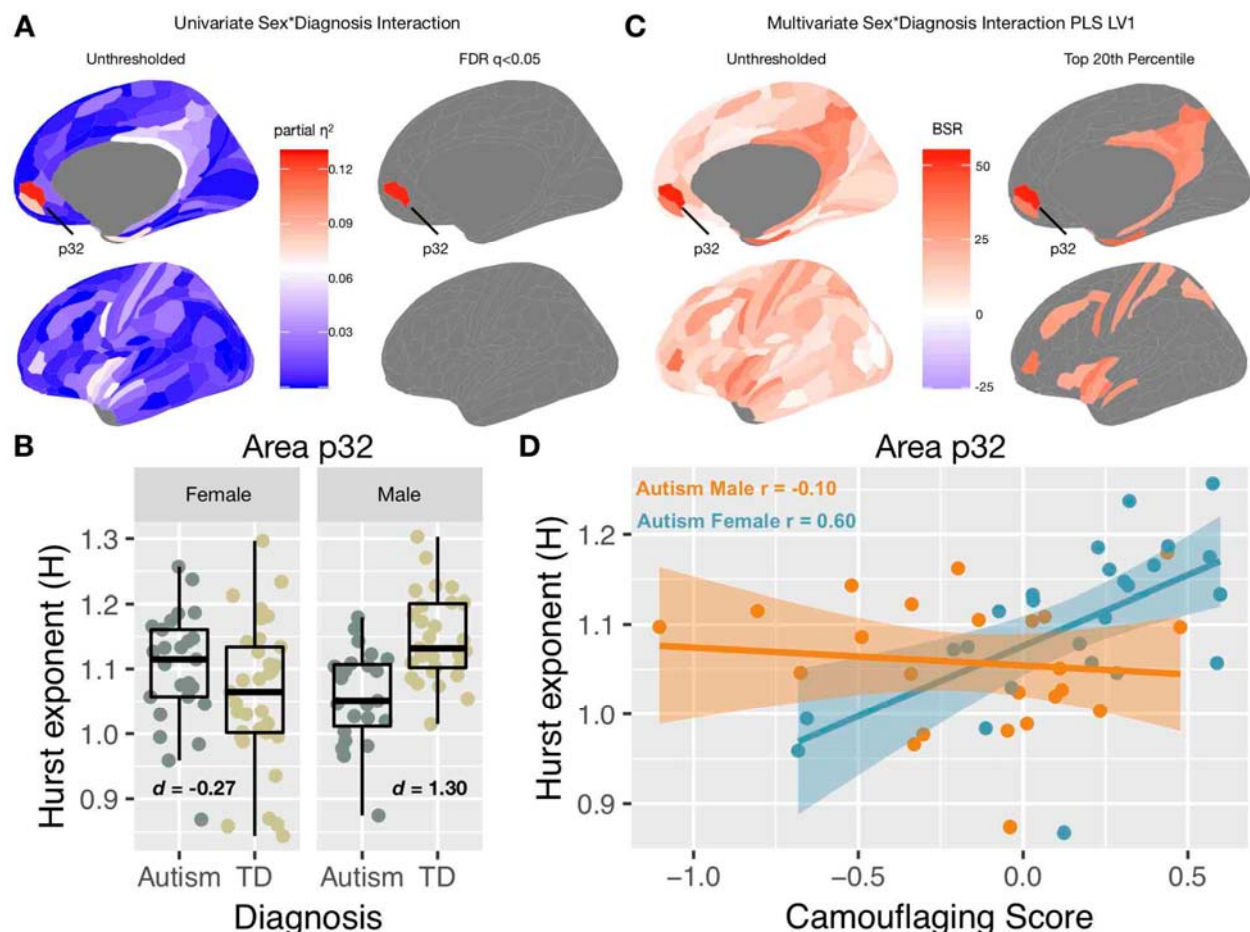 A
Univariate Sex*Diagnosis Interaction
Unthresholded
FDR q<0.05
partial η²
0.12
0.09
0.06
0.03
p32
p32
C
Multivariate Sex*Diagnosis Interaction PLS LV1
Unthresholded
Top 20th Percentile
BSR
50
25
0
-25
p32
p32
B
Area p32
Female
Male
Hurst exponent (H)
1.3
1.2
1.1
1.0
0.9
d = -0.27
d = 1.30
Autism TD
Autism TD
Diagnosis
D
Area p32
Autism Male r = -0.10
Autism Female r = 0.60
Hurst exponent (H)
1.2
1.1
1.0
0.9
−1.0
−0.5
0.0
0.5
Camouflaging Score